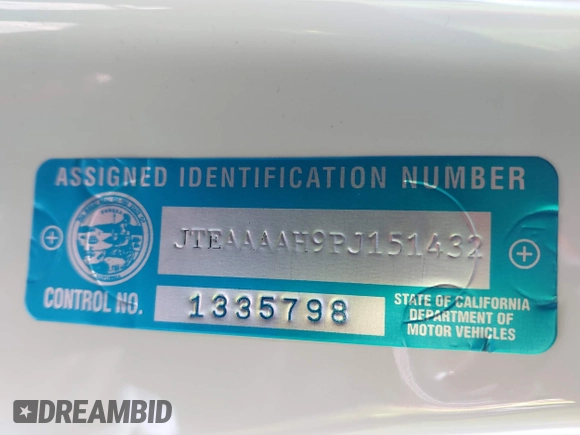 ASSIGNED IDENTIFICATION NUMBER
JTEAAAAH9PJ151432
CONTROL NO.
1335798
STATE OF CALIFORNIA
DEPARTMENT OF
MOTOR VEHICLES
DREAMBID